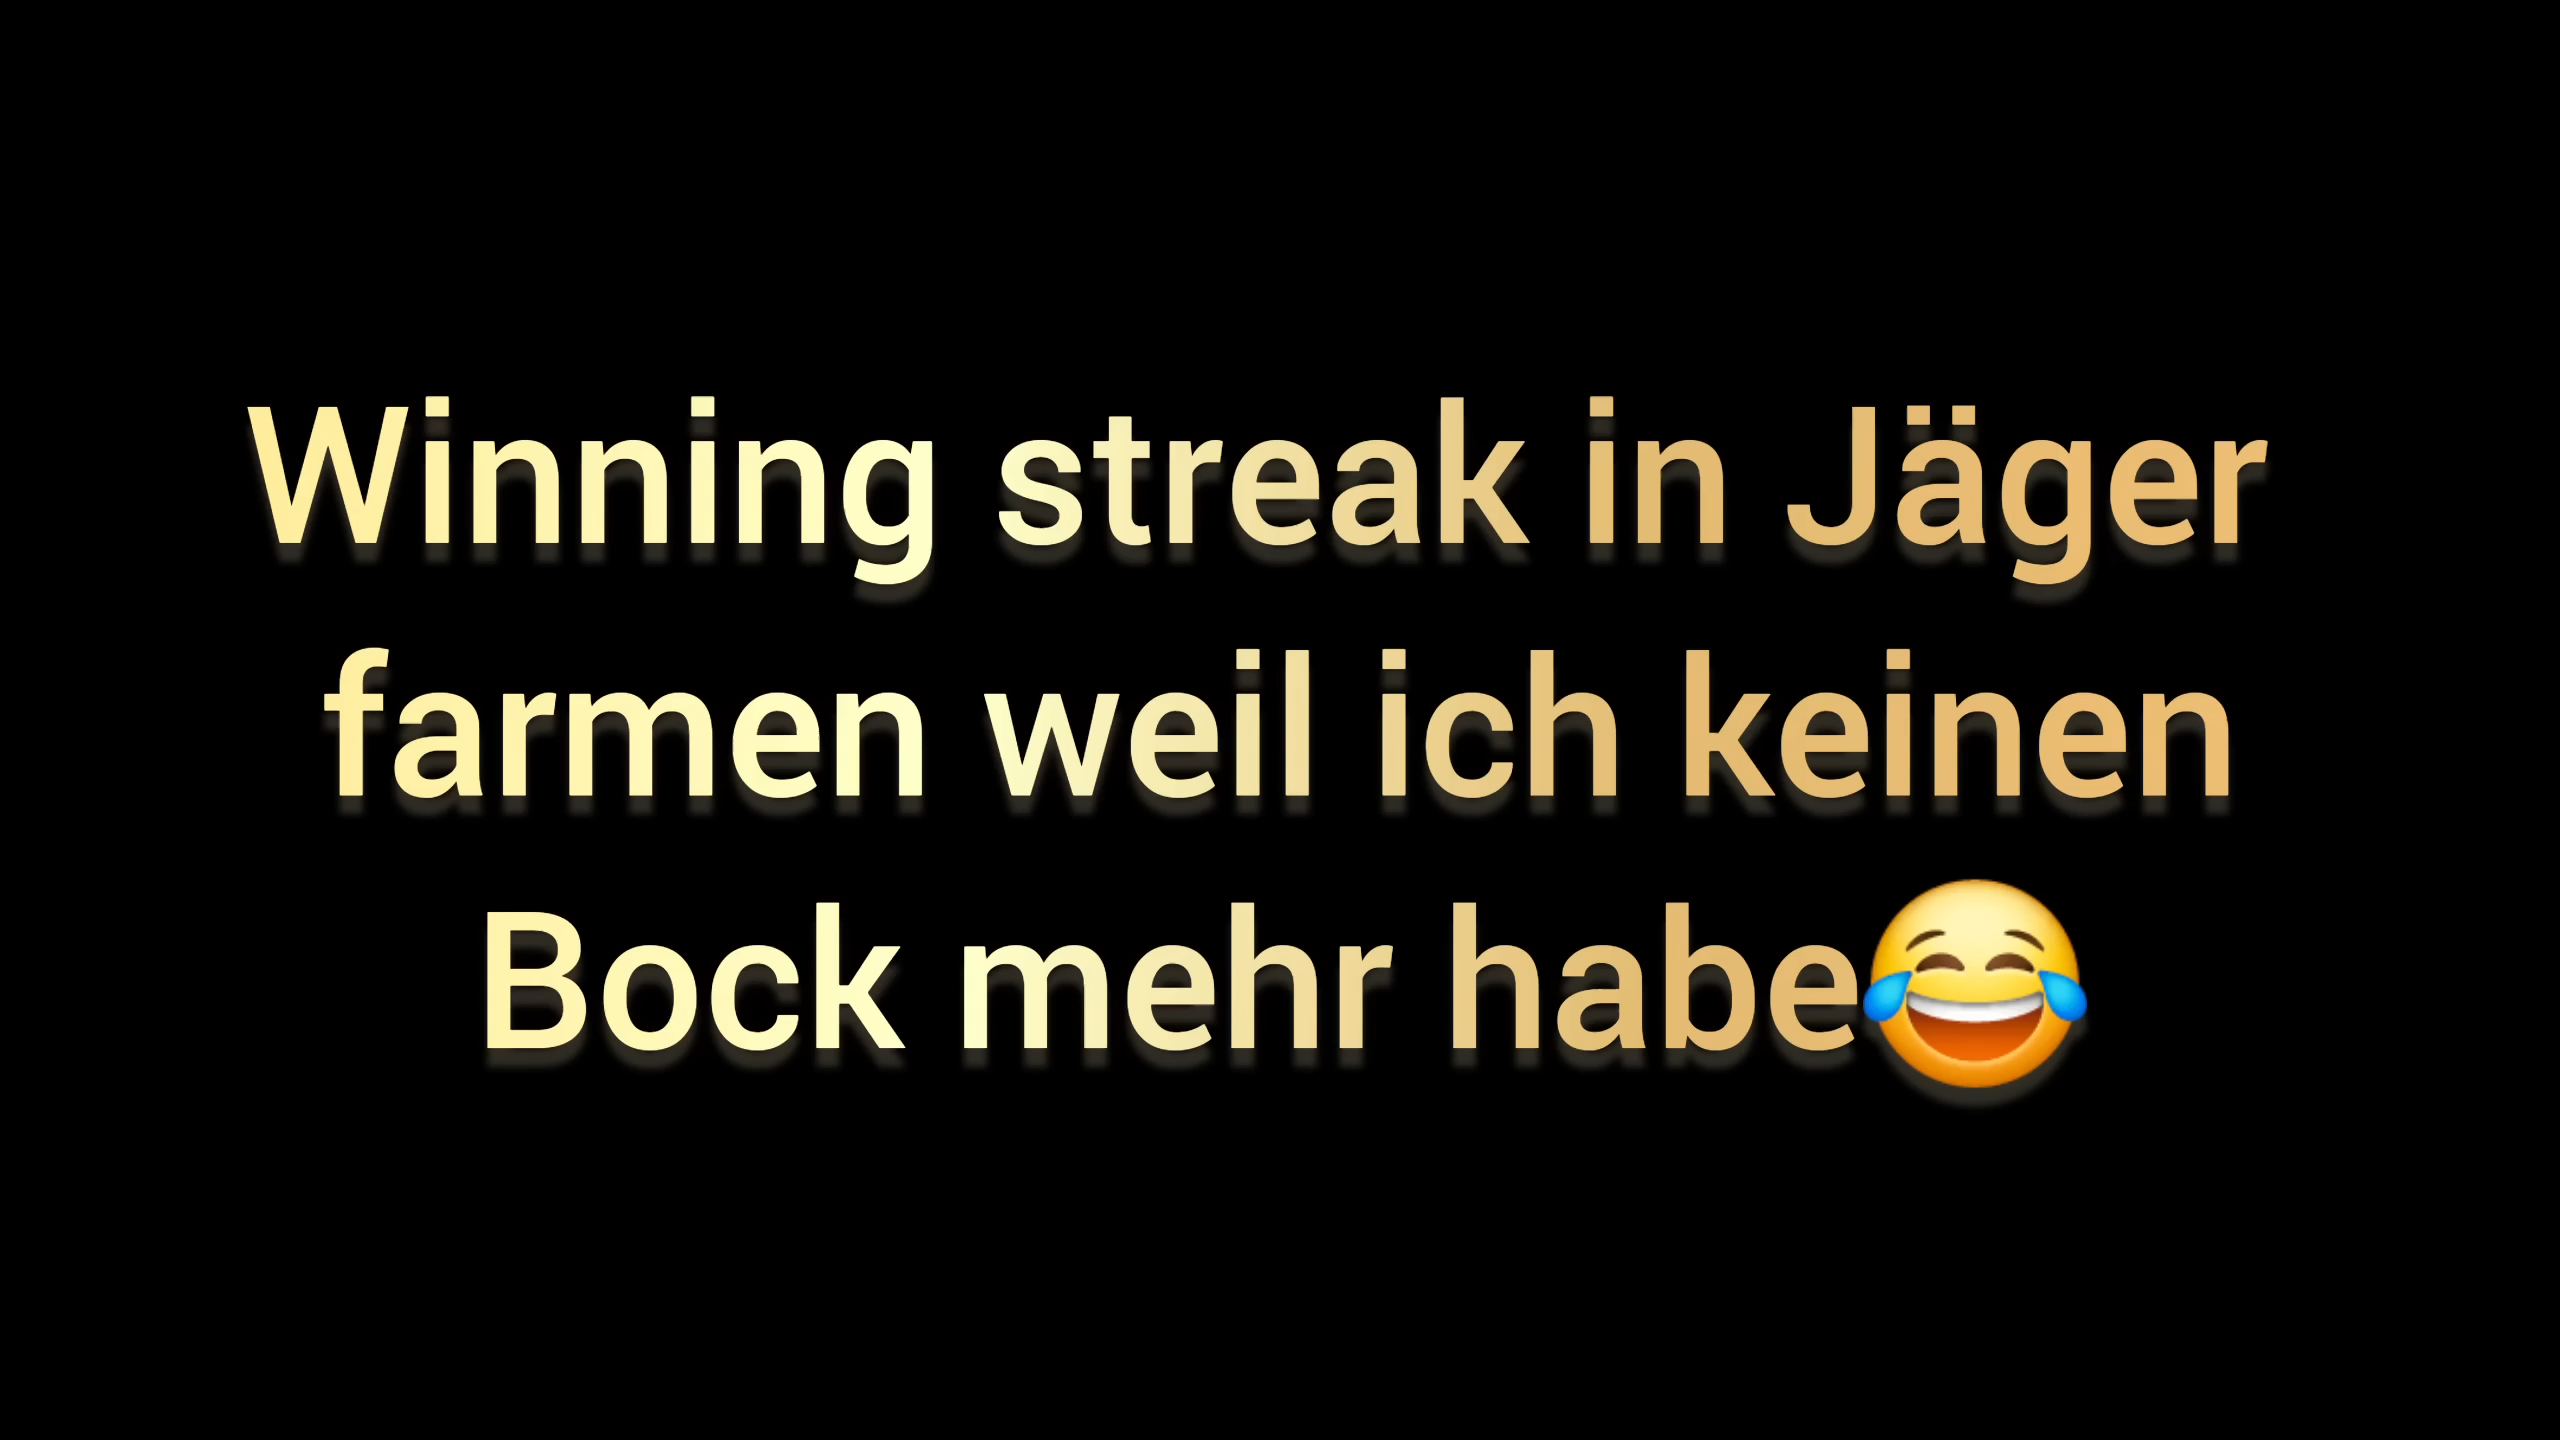 Winning streak in Jäger
farmen weil ich keinen
Bock mehr habe😂